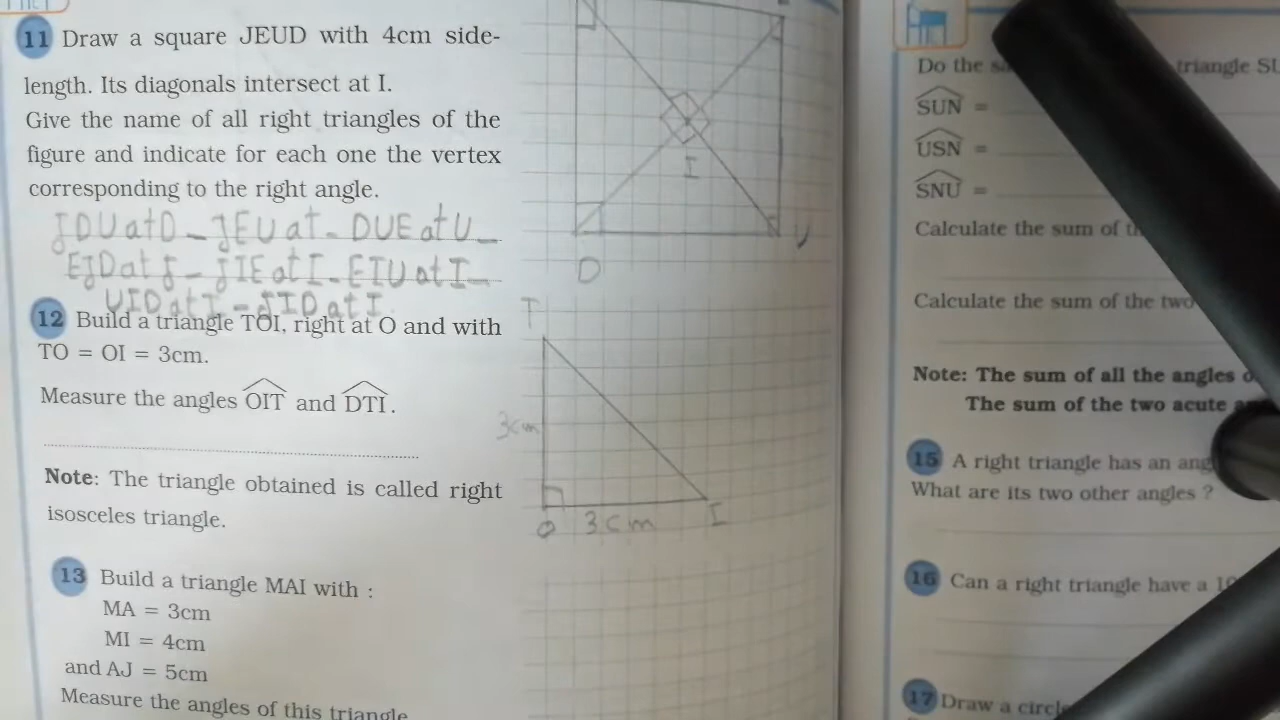 11 Draw a square JEUD with 4cm side-
length. Its diagonals intersect at I.
Give the name of all right triangles of the
figure and indicate for each one the vertex
corresponding to the right angle.
JDU at D - JEU at - DUE at U -
EJD at J - JIE at I - EIU at I -
UID at I - JID at I
12 Build a triangle TOI, right at O and with
TO = OI = 3cm.
Measure the angles OIT and DTI.
Note: The triangle obtained is called right
isosceles triangle.
13 Build a triangle MAI with :
MA = 3cm
MI = 4cm
and AJ = 5cm
Measure the angles of this triangle
I
D
U
T
3cm
O 3cm I
Do the triangle SU
SUN =
USN =
SNU =
Calculate the sum of
Calculate the sum of the two
Note: The sum of all the angles
The sum of the two acute
15 A right triangle has an ang
What are its two other angles ?
16 Can a right triangle have a 10
17 Draw a circle